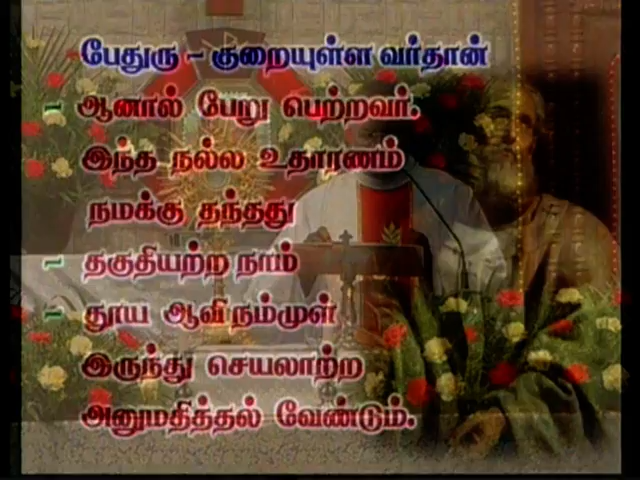 - பேதுரு - குறையுள்ள வர்தான்
- ஆனால் பேறு பெற்றவர்.
இந்த நல்ல உதாரணம்
நமக்கு தந்தது
- தகுதியற்ற நாம்
- தூய ஆவி நம்முள்
இருந்து செயலாற்ற
அனுமதித்தல் வேண்டும்.